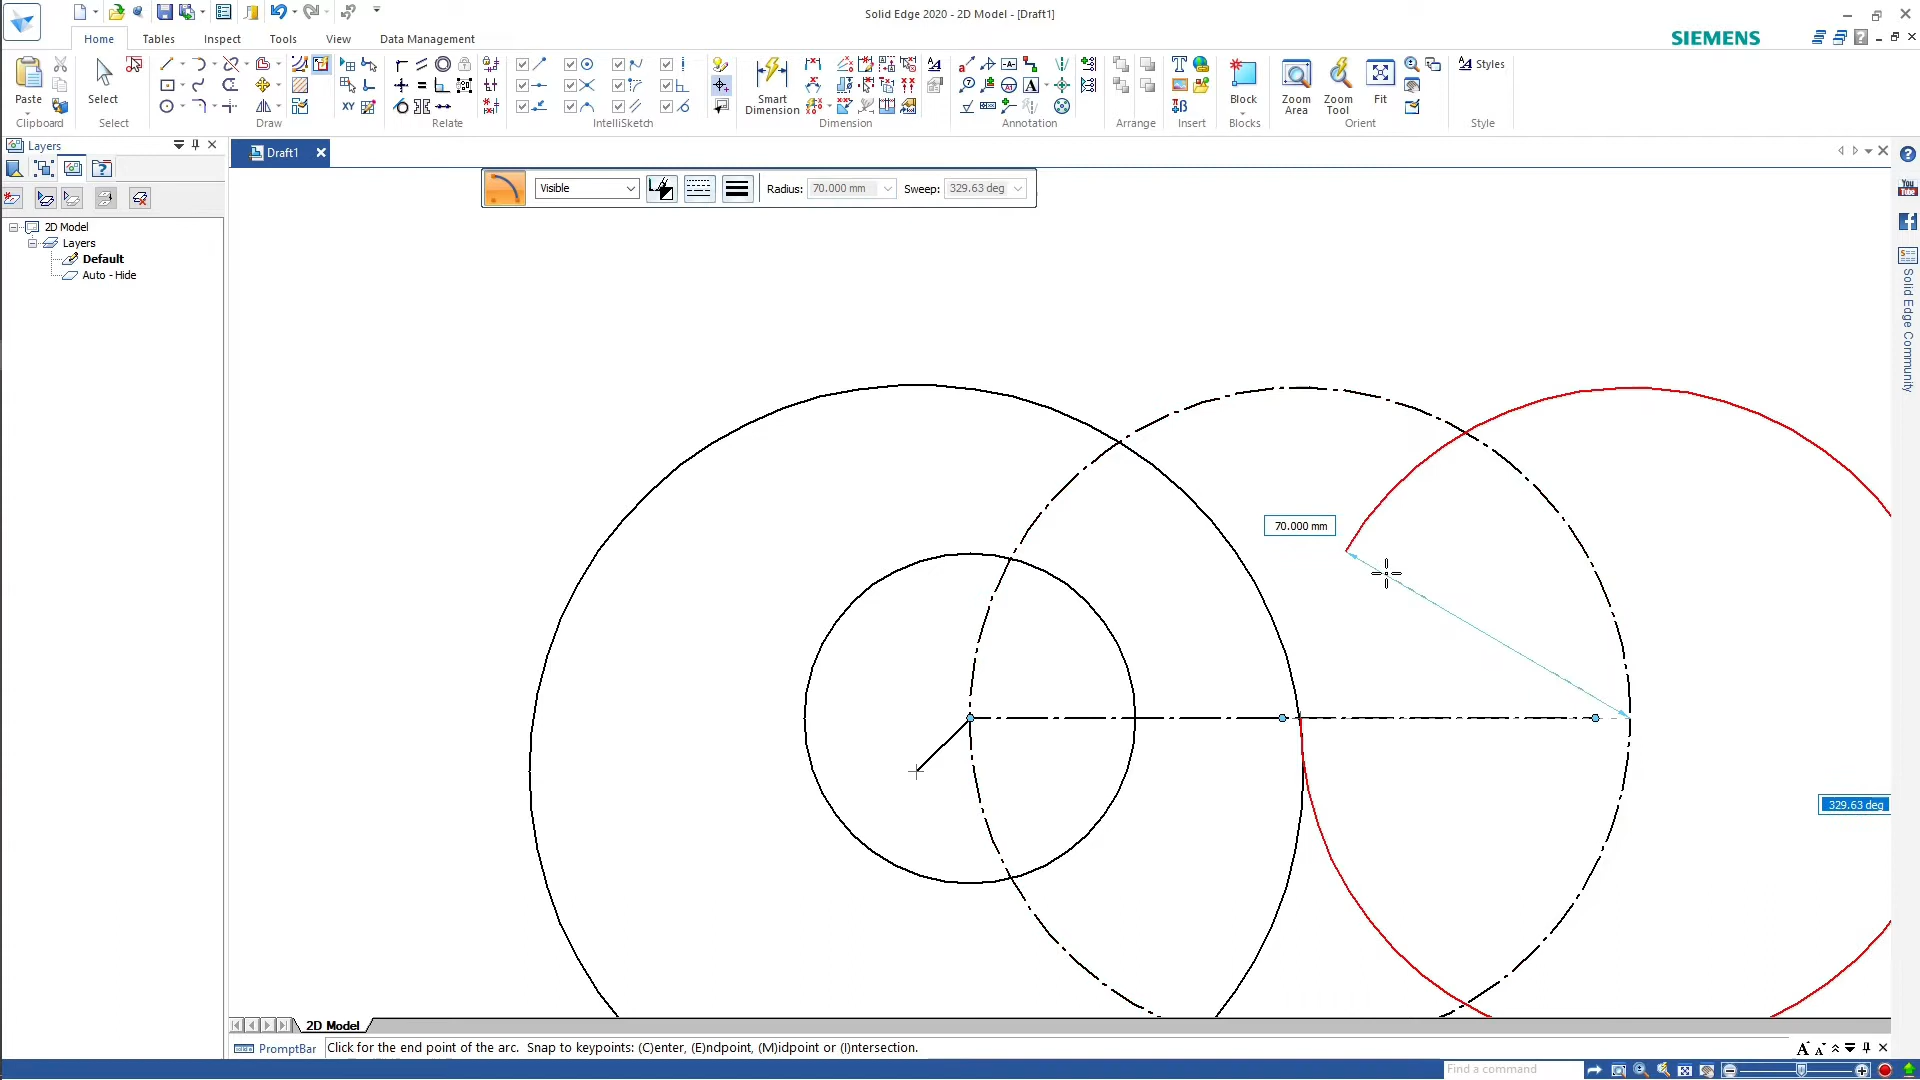 Solid Edge 2020 - 2D Model - [Draft1]
Home
Tables
Inspect
Tools
View
Data Management
SIEMENS
Paste
Select
Smart Dimension
Block
Zoom Area
Zoom Tool
Fit
Styles
XY
Clipboard
Select
Draw
Relate
IntelliSketch
Dimension
Annotation
Arrange
Insert
Blocks
Orient
Style
Layers
Draft1
Visible
Radius: 70.000 mm
Sweep: 329.63 deg
2D Model
Layers
Default
Auto - Hide
You Tube
Solid Edge Community
70.000 mm
329.63 deg
2D Model
PromptBar
Click for the end point of the arc. Snap to keypoints: (C)enter, (E)ndpoint, (M)idpoint or (I)ntersection.
Find a command